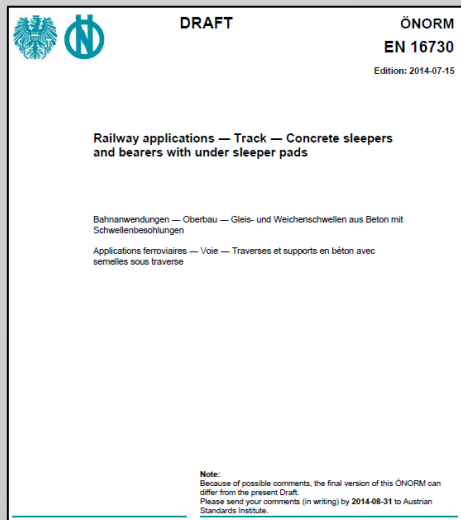 DRAFT
ÖNORM
EN 16730
Edition: 2014-07-15
Railway applications — Track — Concrete sleepers
and bearers with under sleeper pads
Bahnanwendungen — Oberbau — Gleis- und Weichenschwellen aus Beton mit
Schwellenbesohlungen
Applications ferroviaires — Voie — Traverses et supports en béton avec
semelles sous traverse
Note:
Because of possible comments, the final version of this ÖNORM can
differ from the present Draft.
Please send your comments (in writing) by 2014-08-31 to Austrian
Standards Institute.